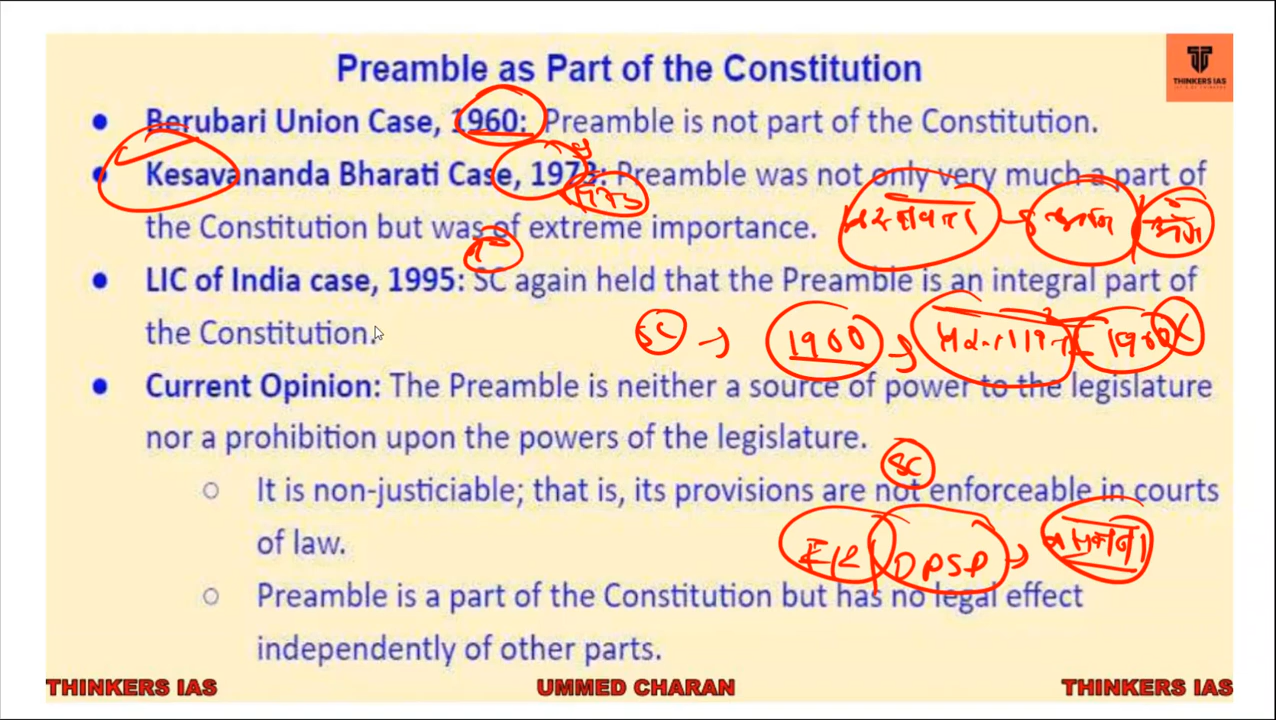 Preamble as Part of the Constitution
THINKERS IAS
● Berubari Union Case, 1960: Preamble is not part of the Constitution.
● Kesavananda Bharati Case, 1973: Preamble was not only very much a part of
the Constitution but was of extreme importance.
● LIC of India case, 1995: SC again held that the Preamble is an integral part of
the Constitution.
SC → 1960 → 1960 X
● Current Opinion: The Preamble is neither a source of power to the legislature
nor a prohibition upon the powers of the legislature.
SC
○ It is non-justiciable; that is, its provisions are not enforceable in courts
of law.
FR DPSP →
○ Preamble is a part of the Constitution but has no legal effect
independently of other parts.
THINKERS IAS UMMED CHARAN THINKERS IAS